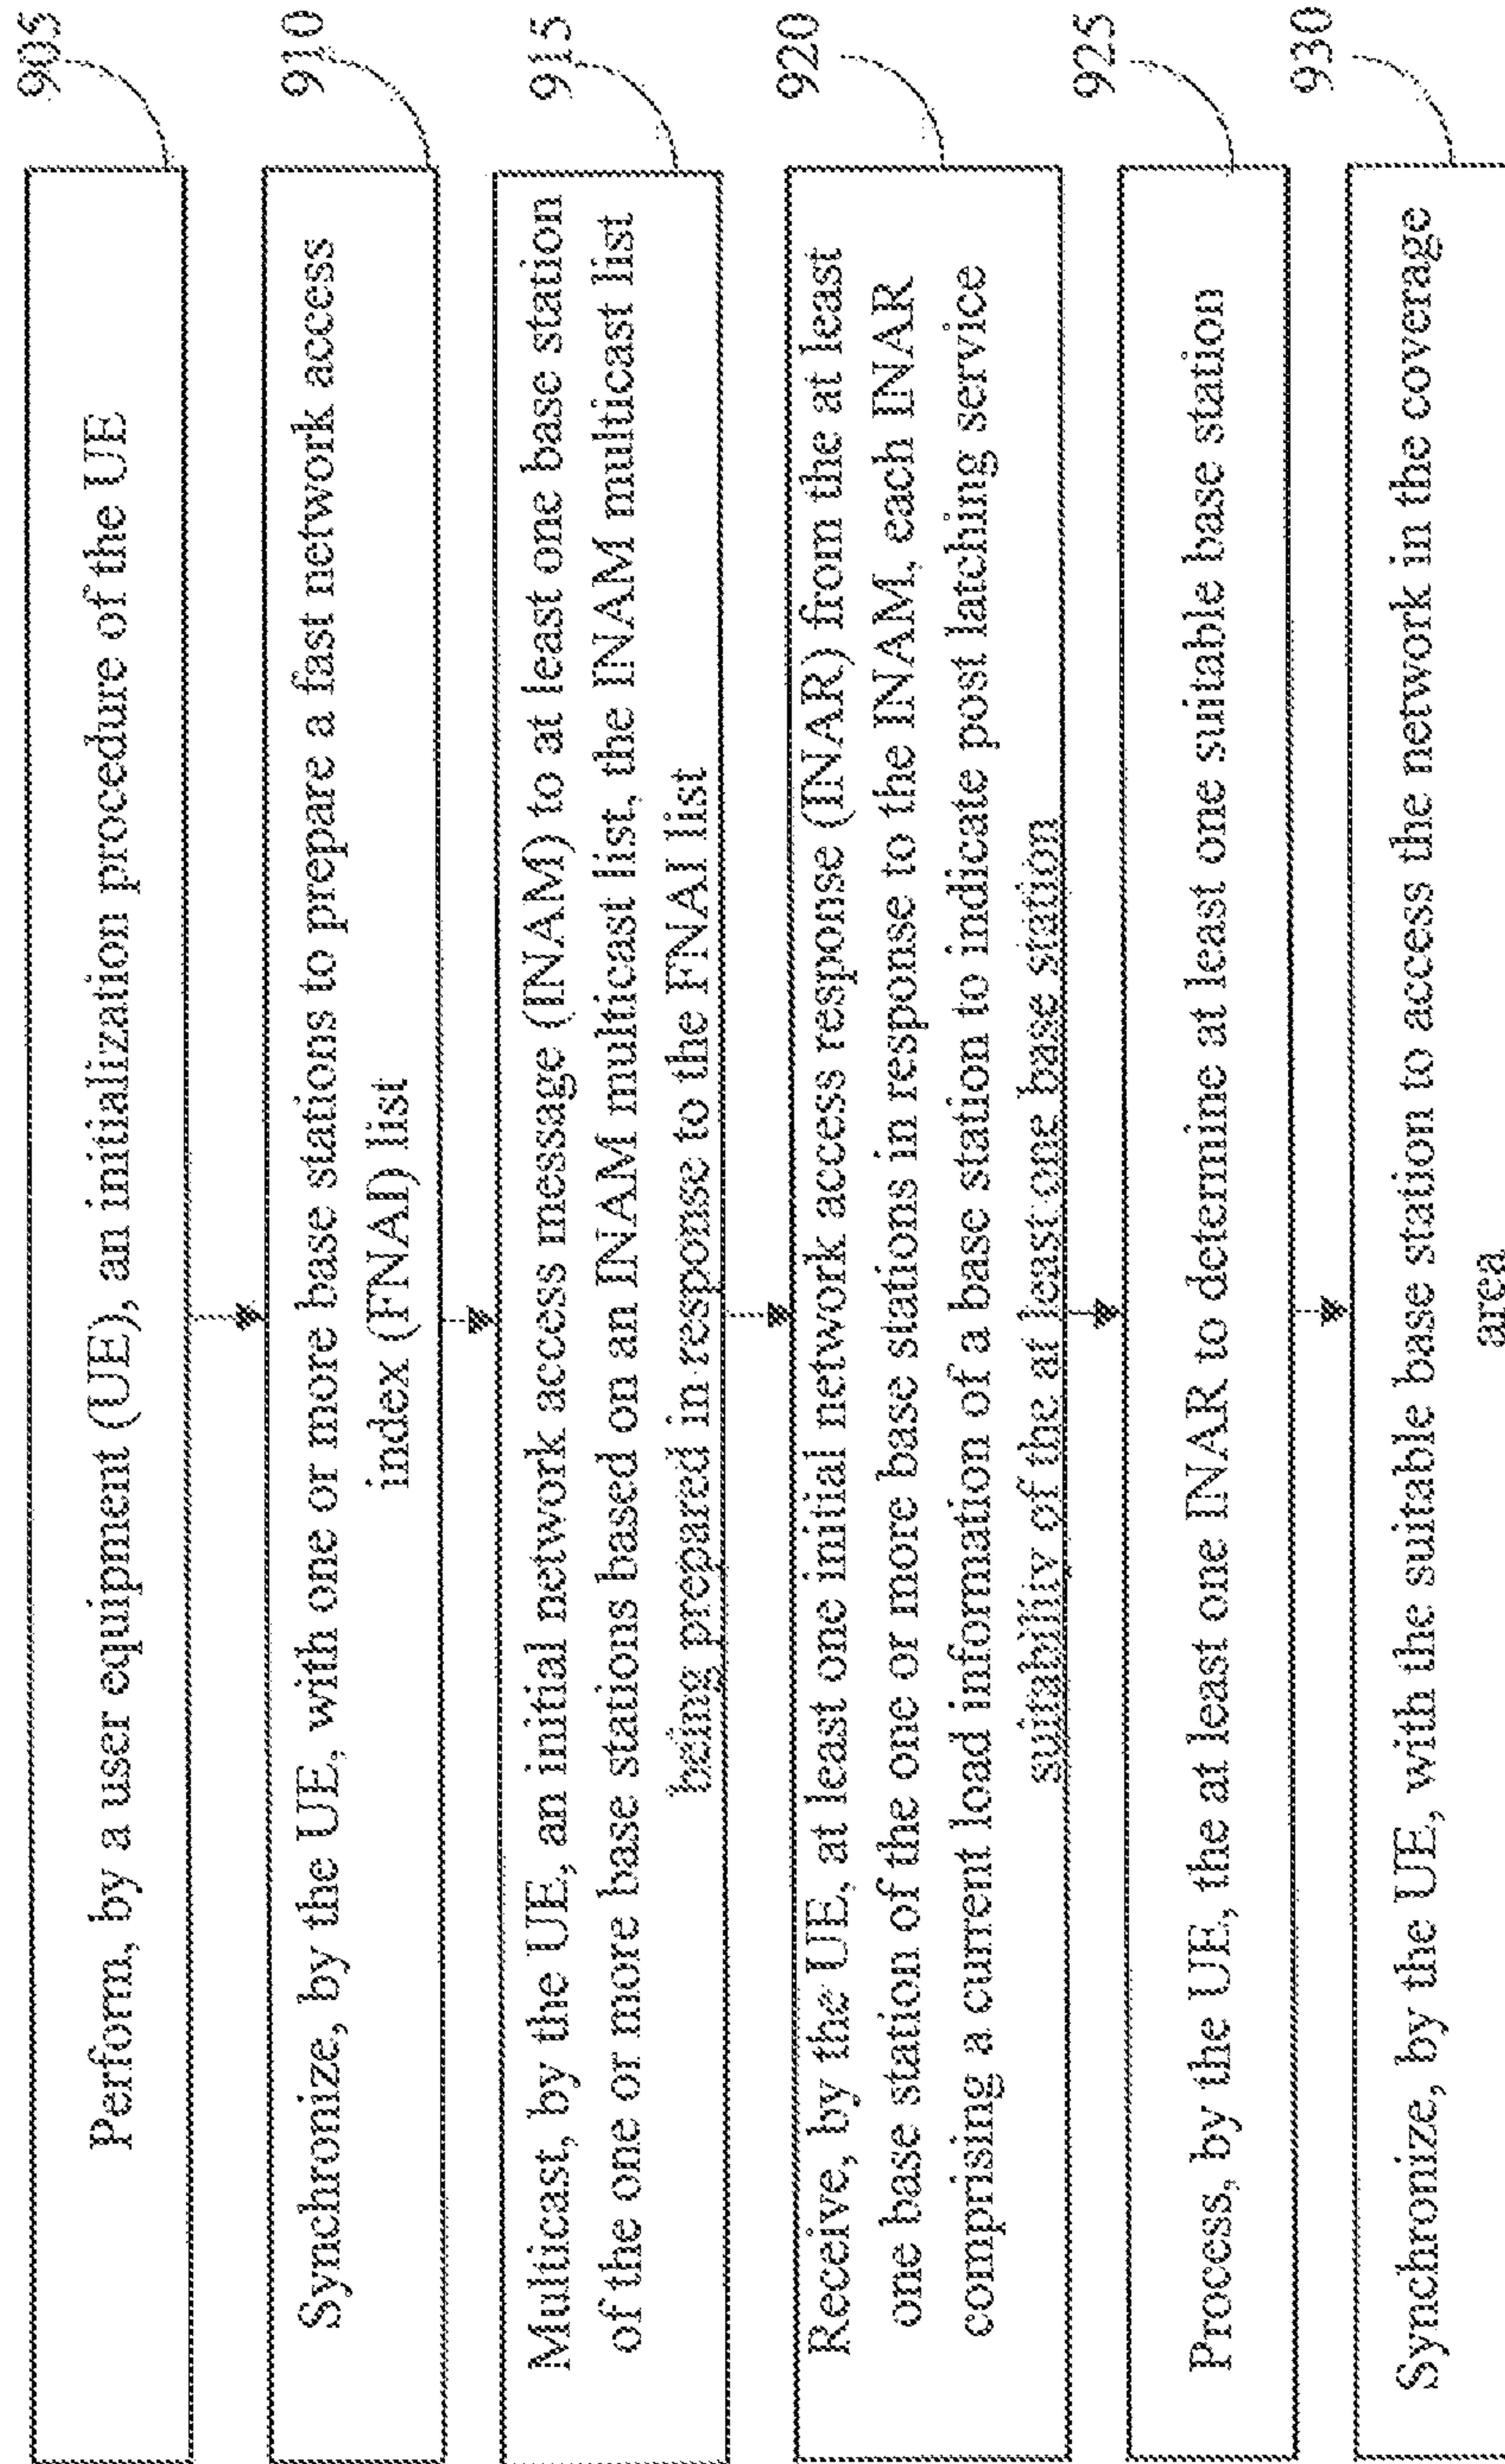 905
Perform, by a user equipment (UE), an initialization procedure of the UE
910
Synchronize, by the UE, with one or more base stations to prepare a fast network access
index (FNAI) list
915
Multicast, by the UE, an initial network access message (INAM) to at least one base station
of the one or more base stations based on an INAM multicast list, the INAM multicast list
being prepared in response to the FNAI list
920
Receive, by the UE, at least one initial network access response (INAR) from the at least
one base station of the one or more base stations in response to the INAM, each INAR
comprising a current load information of a base station to indicate post latching service
suitability of the at least one base station
925
Process, by the UE, the at least one INAR to determine at least one suitable base station
930
Synchronize, by the UE, with the suitable base station to access the network in the coverage
area